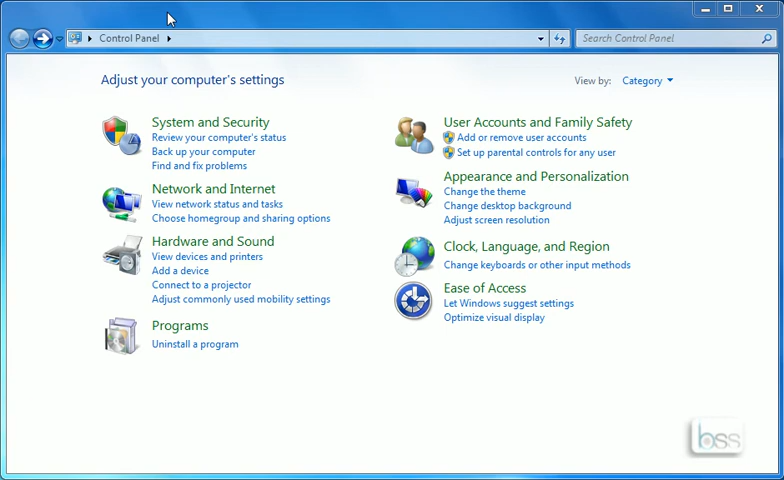 Control Panel
Search Control Panel
Adjust your computer's settings
View by: Category
System and Security
Review your computer's status
Back up your computer
Find and fix problems
Network and Internet
View network status and tasks
Choose homegroup and sharing options
Hardware and Sound
View devices and printers
Add a device
Connect to a projector
Adjust commonly used mobility settings
Programs
Uninstall a program
User Accounts and Family Safety
Add or remove user accounts
Set up parental controls for any user
Appearance and Personalization
Change the theme
Change desktop background
Adjust screen resolution
Clock, Language, and Region
Change keyboards or other input methods
Ease of Access
Let Windows suggest settings
Optimize visual display
bss